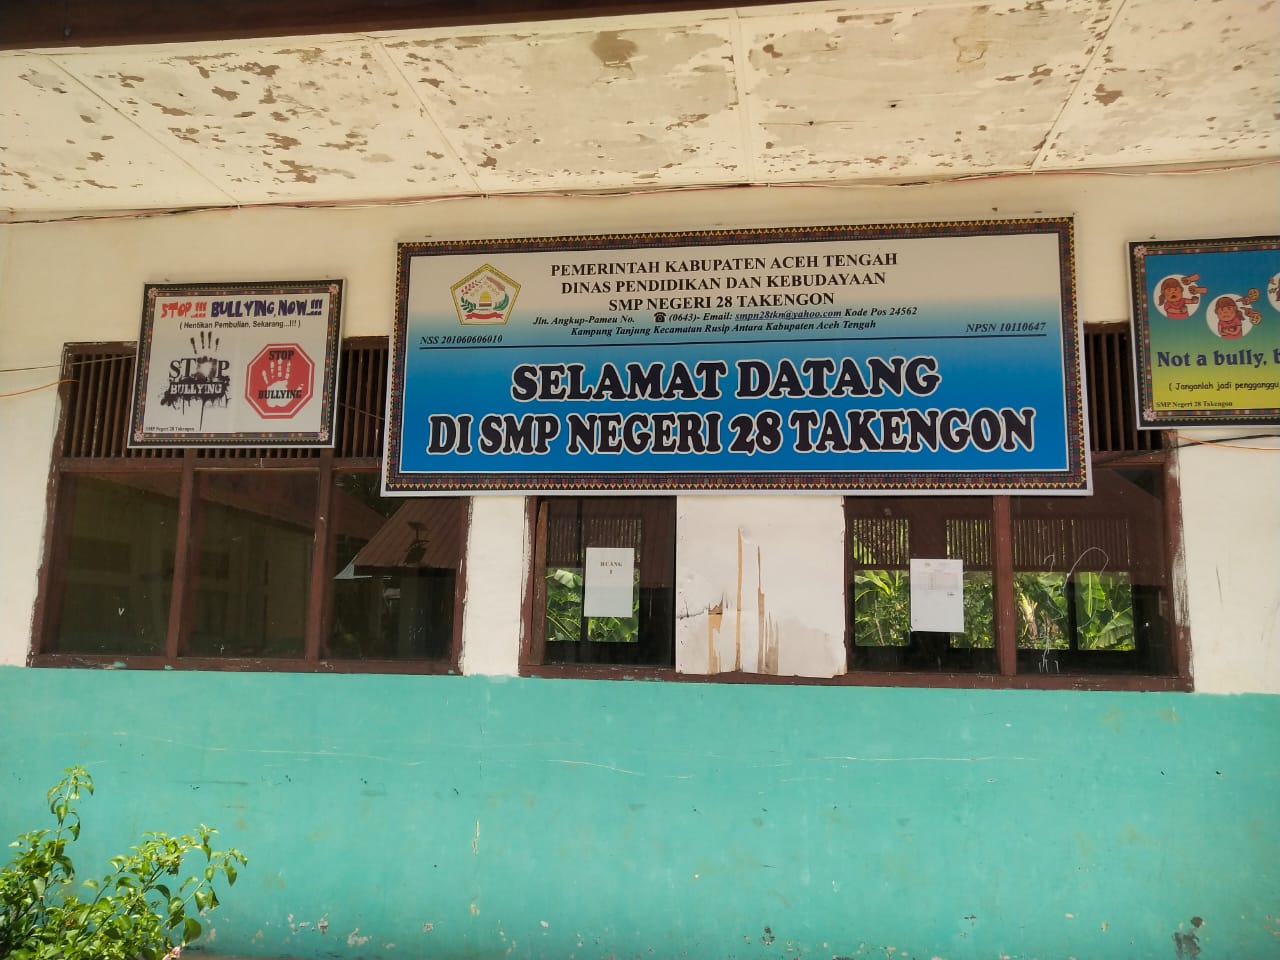 STOP..!!! BULLYING, NOW...!!!
( Hentikan Pembulian, Sekarang...!!! )
STOP
BULLYING
STOP
BULLYING
SMP Negeri 28 Takengon
PEMERINTAH KABUPATEN ACEH TENGAH
DINAS PENDIDIKAN DAN KEBUDAYAAN
SMP NEGERI 28 TAKENGON
Jln. Angkup-Pameu No. ☎(0643)- Email: smpn28tkn@yahoo.com Kode Pos 24562
Kampung Tanjung Kecamatan Rusip Antara Kabupaten Aceh Tengah
NSS 201060606010
NPSN 10110647
SELAMAT DATANG
DI SMP NEGERI 28 TAKENGON
Not a bully, b
( Janganlah jadi pengganggu
SMP Negeri 28 Takengon
RUANG
1